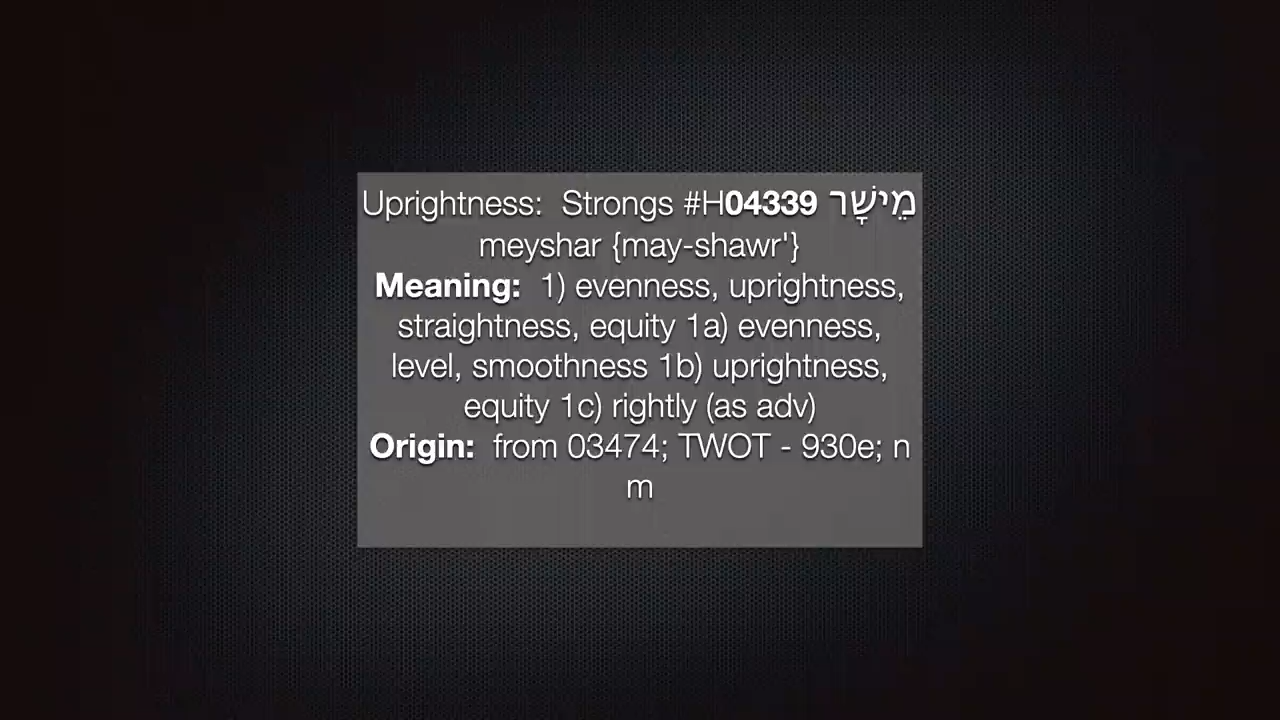 Uprightness:  Strongs #H04339 מֵישָׁר
meyshar {may-shawr'}
Meaning:  1) evenness, uprightness,
straightness, equity 1a) evenness,
level, smoothness 1b) uprightness,
equity 1c) rightly (as adv)
Origin:  from 03474; TWOT - 930e; n
m